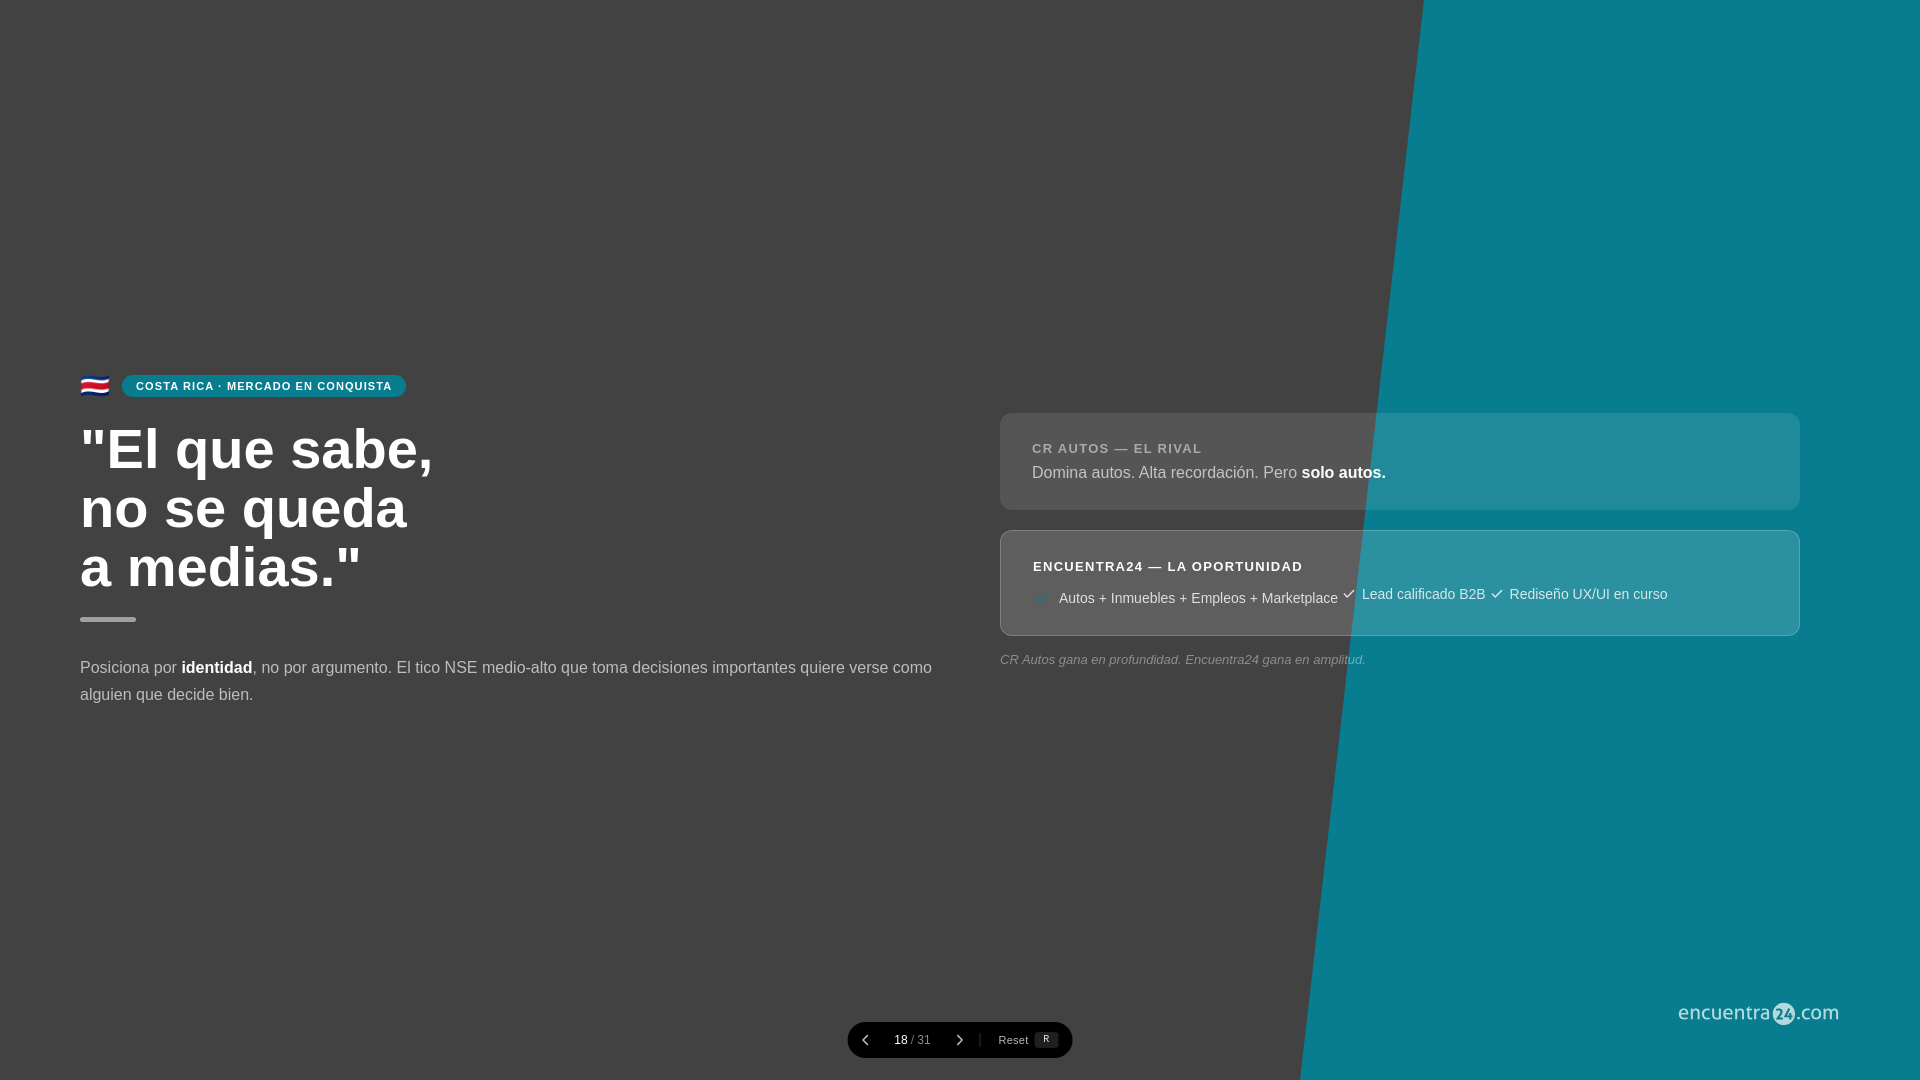 COSTA RICA · MERCADO EN CONQUISTA
"El que sabe,
no se queda
a medias."
Posiciona por identidad, no por argumento. El tico NSE medio-alto que toma decisiones importantes quiere verse como
alguien que decide bien.
CR AUTOS — EL RIVAL
Domina autos. Alta recordación. Pero solo autos.
ENCUENTRA24 — LA OPORTUNIDAD
Autos + Inmuebles + Empleos + Marketplace Lead calificado B2B Rediseño UX/UI en curso
CR Autos gana en profundidad. Encuentra24 gana en amplitud.
encuentra24.com
18 / 31 Reset R